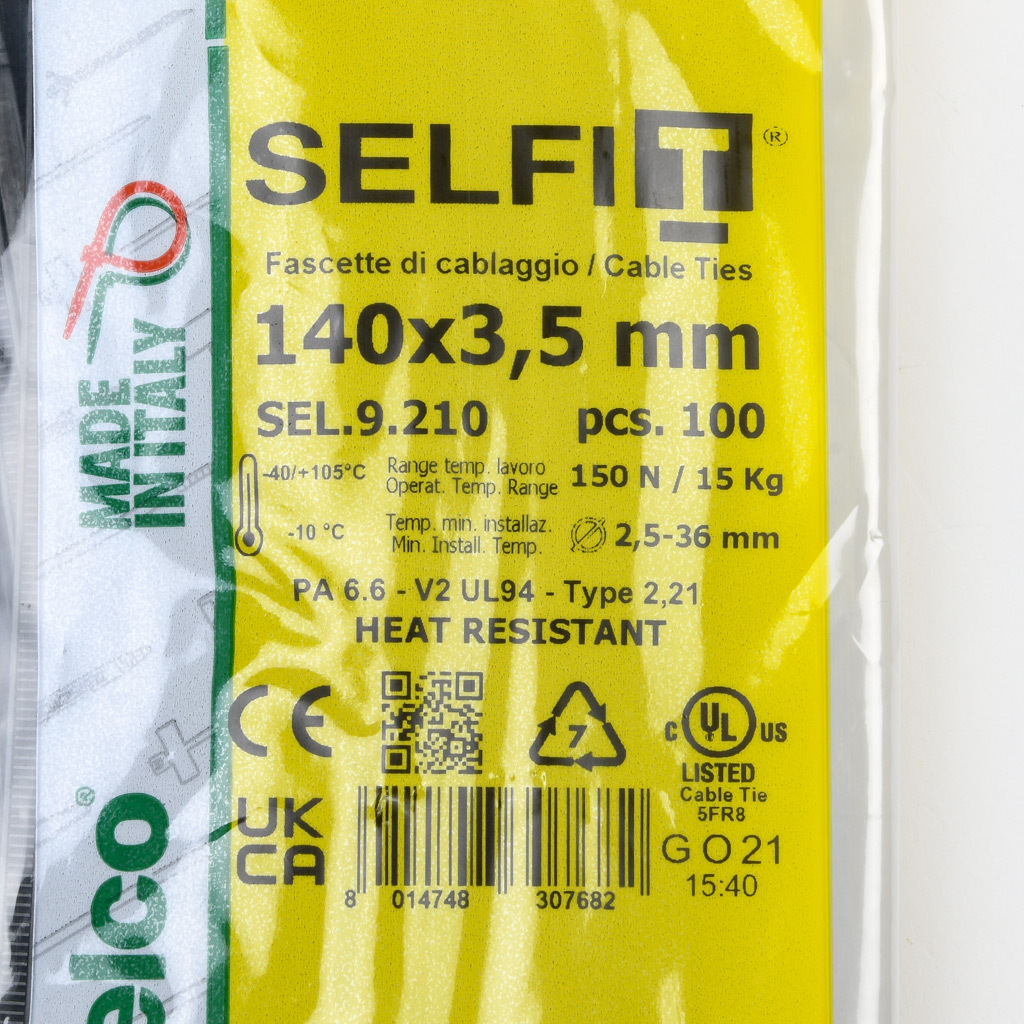 SELFIT®
Fascette di cablaggio / Cable Ties
140x3,5 mm
SEL.9.210 pcs. 100
-40/+105°C Range temp. lavoro
Operat. Temp. Range 150 N / 15 Kg
-10 °C Temp. min. installaz.
Min. Install. Temp. 2,5-36 mm
PA 6.6 - V2 UL94 - Type 2,21
HEAT RESISTANT
CE
7
C UL US
LISTED
Cable Tie
5FR8
UK
CA
GO21
15:40
8 014748 307682
MADE
IN ITALY
elco®